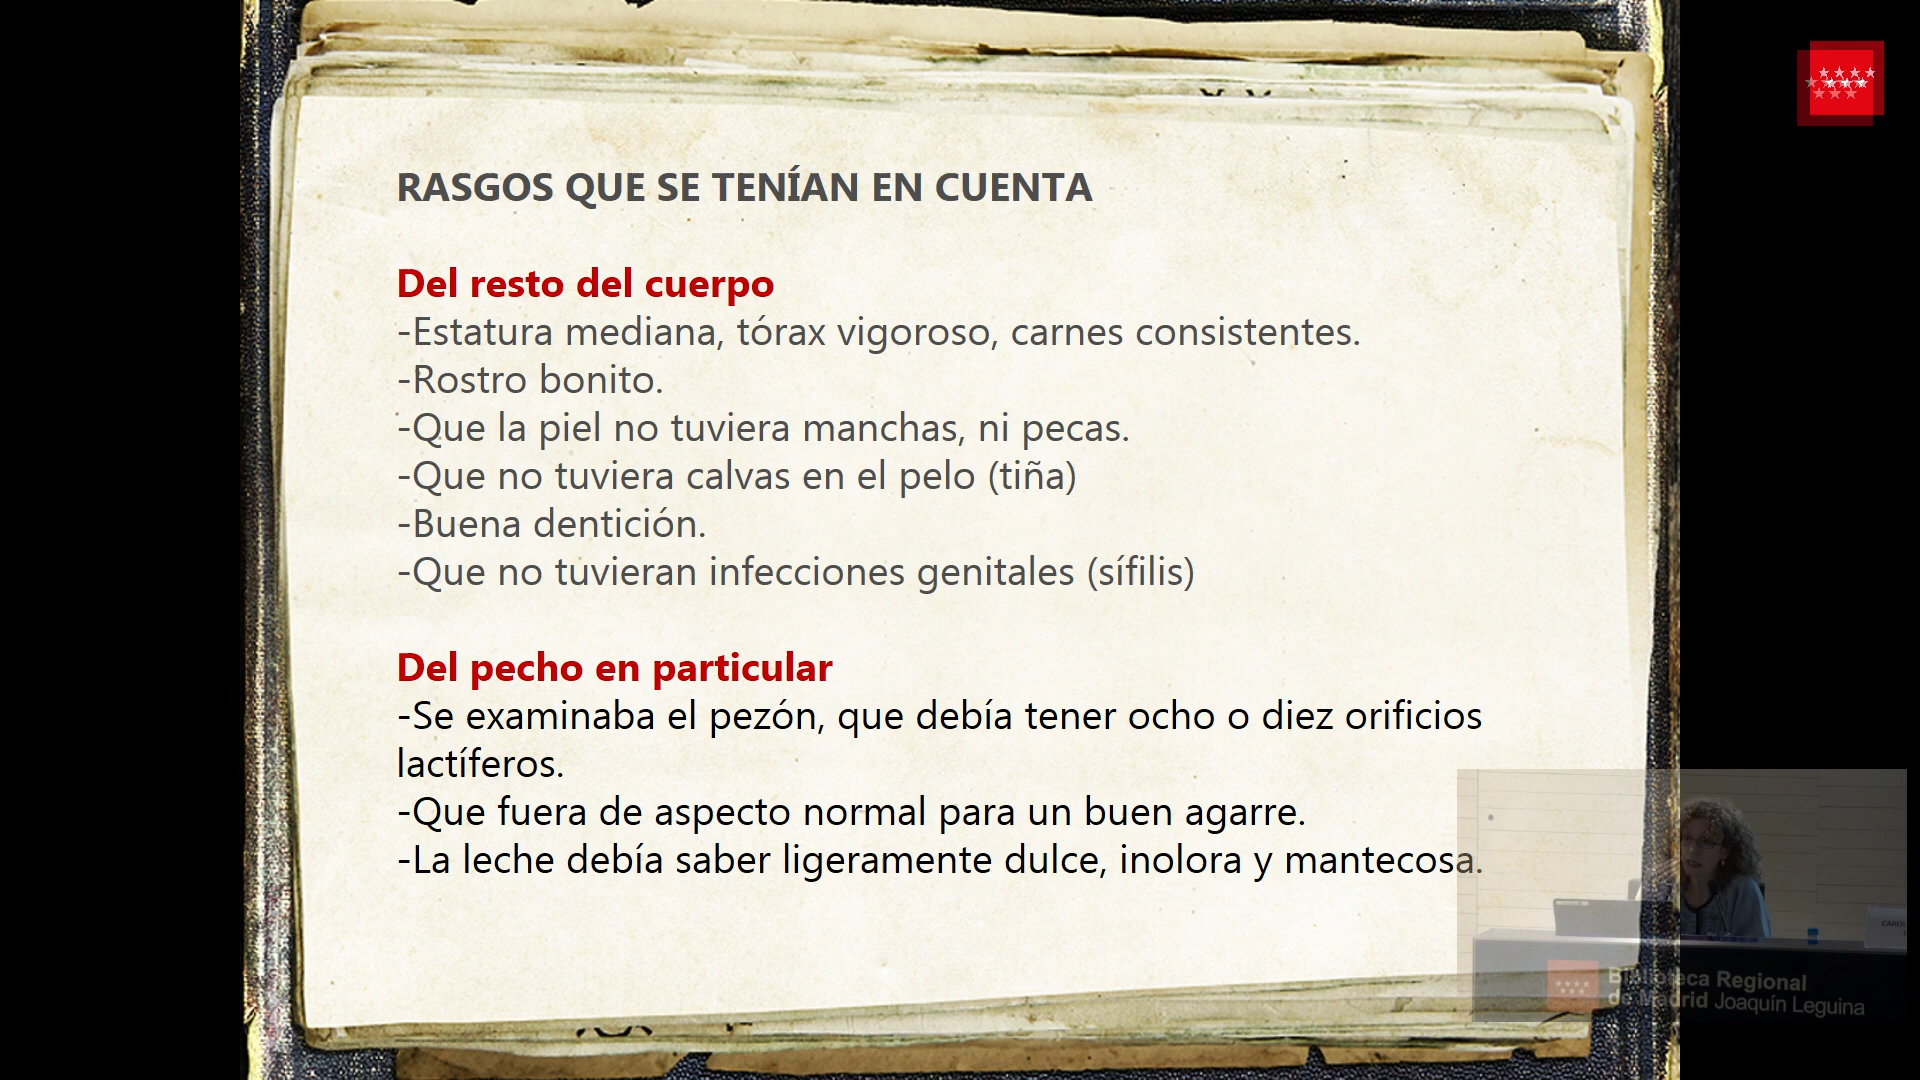 RASGOS QUE SE TENÍAN EN CUENTA
Del resto del cuerpo
-Estatura mediana, tórax vigoroso, carnes consistentes.
-Rostro bonito.
-Que la piel no tuviera manchas, ni pecas.
-Que no tuviera calvas en el pelo (tiña)
-Buena dentición.
-Que no tuvieran infecciones genitales (sífilis)
Del pecho en particular
-Se examinaba el pezón, que debía tener ocho o diez orificios
lactíferos.
-Que fuera de aspecto normal para un buen agarre.
-La leche debía saber ligeramente dulce, inolora y mantecosa.
Biblioteca Regional
de Madrid Joaquín Leguina